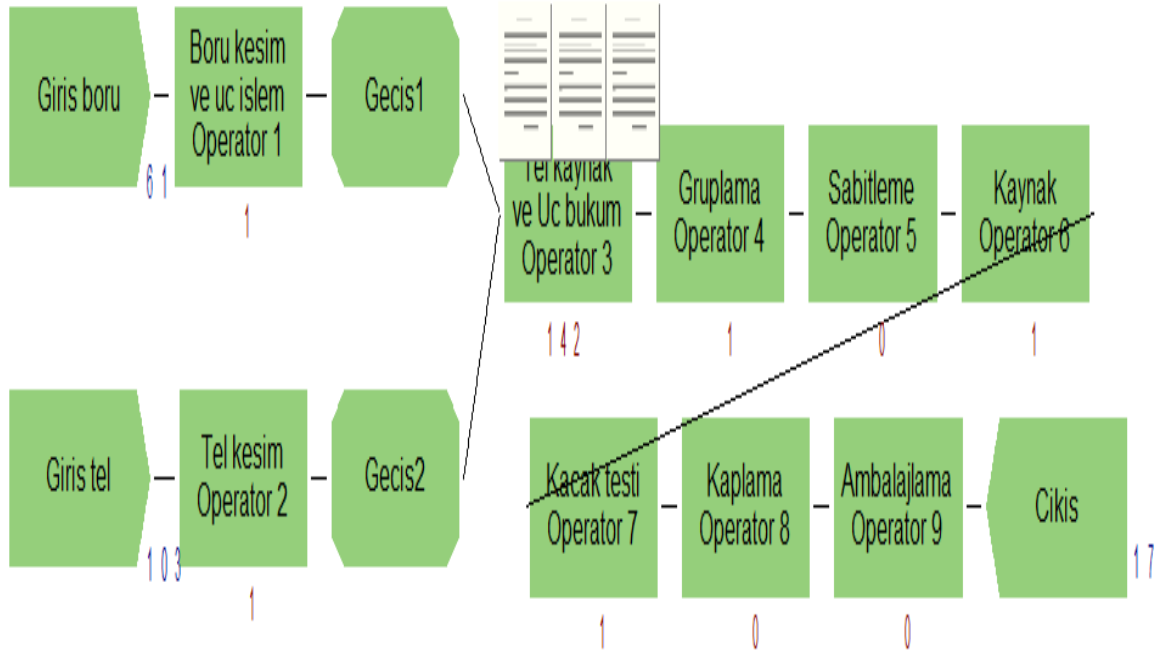 Giris boru
Boru kesim
ve uc islem
Operator 1
Gecis1
6 1
1
Tel kaynak
ve Uc bukum
Operator 3
Gruplama
Operator 4
Sabitleme
Operator 5
Kaynak
Operator 6
1 4 2
1
0
1
Giris tel
Tel kesim
Operator 2
Gecis2
1 0 3
1
Kacak testi
Operator 7
Kaplama
Operator 8
Ambalajlama
Operator 9
Cikis
1 7
1
0
0